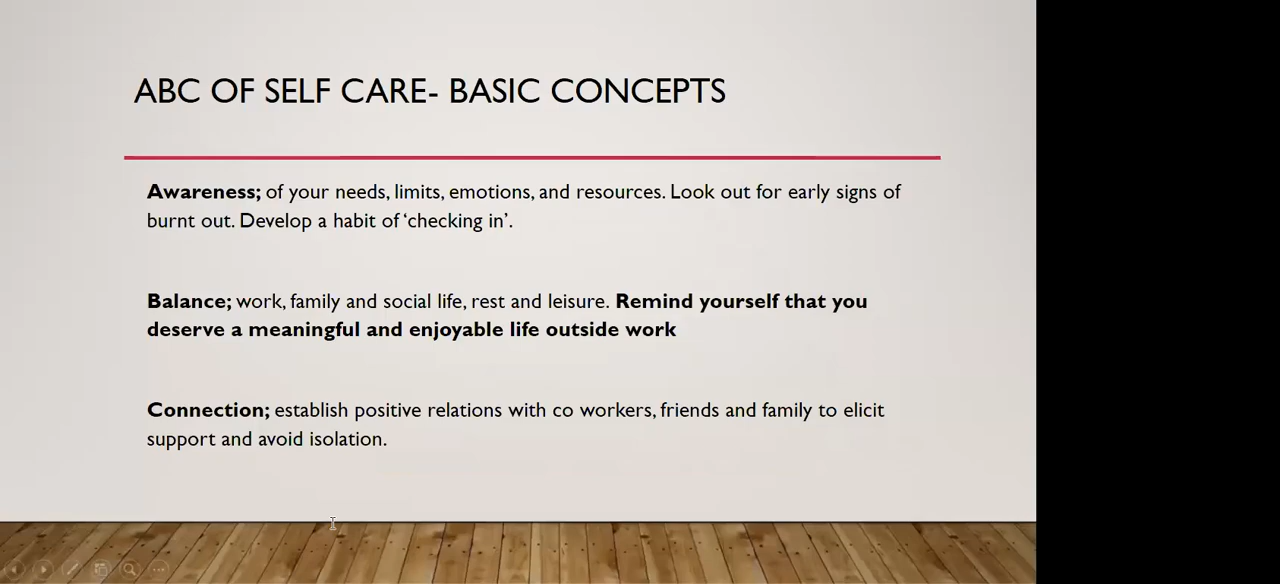 ABC OF SELF CARE- BASIC CONCEPTS
Awareness; of your needs, limits, emotions, and resources. Look out for early signs of
burnt out. Develop a habit of ‘checking in’.
Balance; work, family and social life, rest and leisure. Remind yourself that you
deserve a meaningful and enjoyable life outside work
Connection; establish positive relations with co workers, friends and family to elicit
support and avoid isolation.